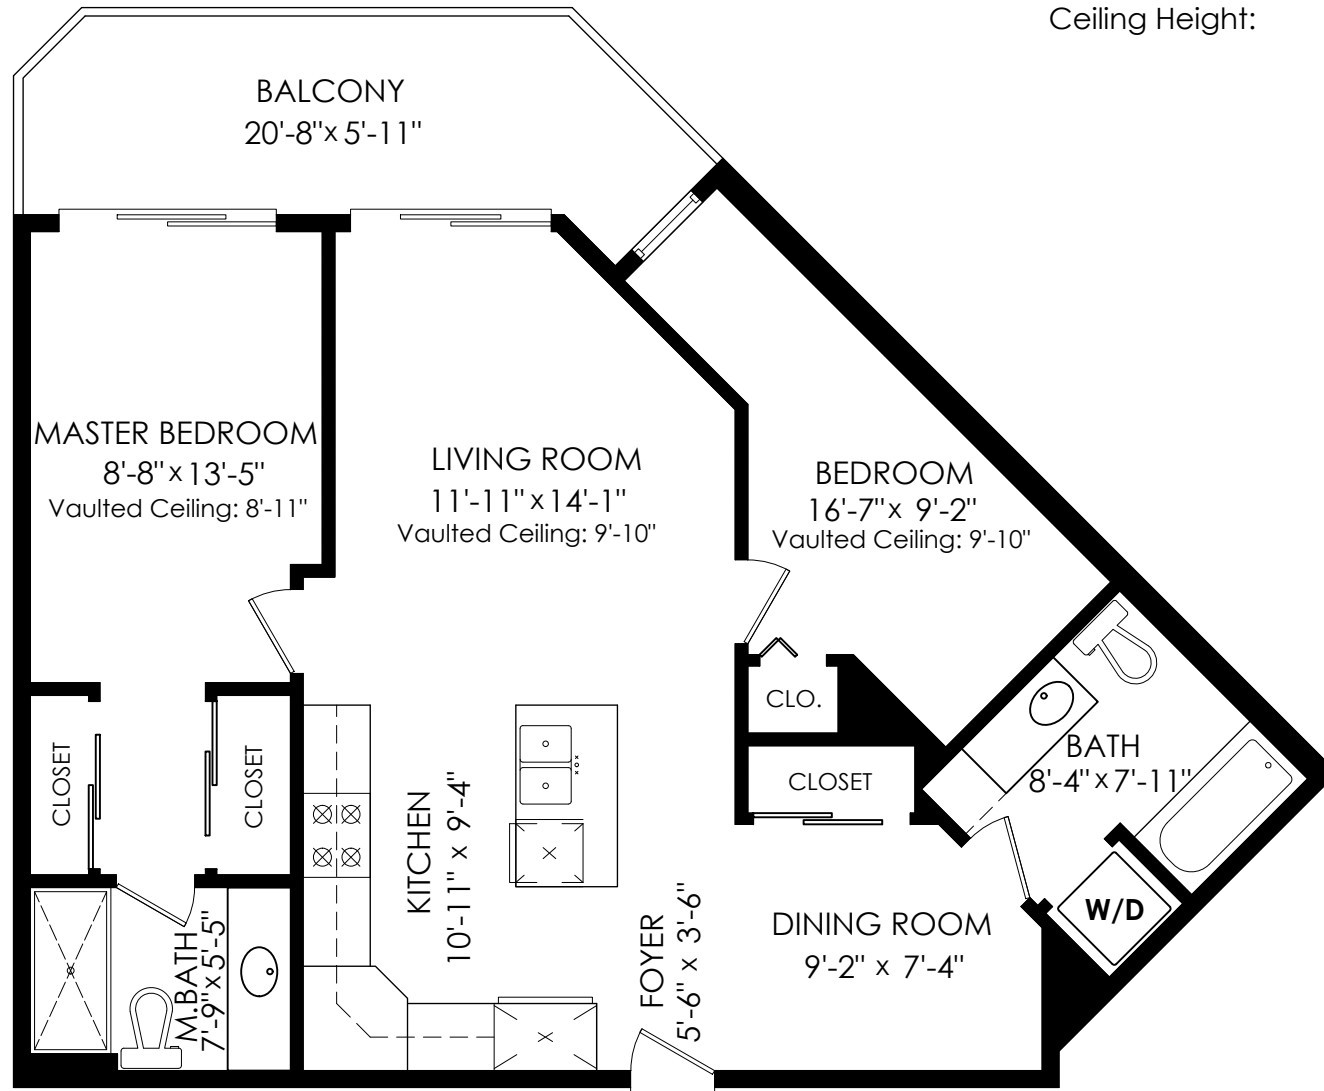 Ceiling Height:
BALCONY
20'-8"x 5'-11"
MASTER BEDROOM
8'-8" x 13'-5"
Vaulted Ceiling: 8'-11"
LIVING ROOM
11'-11" x 14'-1"
Vaulted Ceiling: 9'-10"
BEDROOM
16'-7"x 9'-2"
Vaulted Ceiling: 9'-10"
CLO.
CLOSET
CLOSET
CLOSET
BATH
8'-4" x 7'-11"
KITCHEN
10'-11" x 9'-4"
FOYER
5'-6" x 3'-6"
DINING ROOM
9'-2" x 7'-4"
W/D
M.BATH
7'-9" x 5'-5"